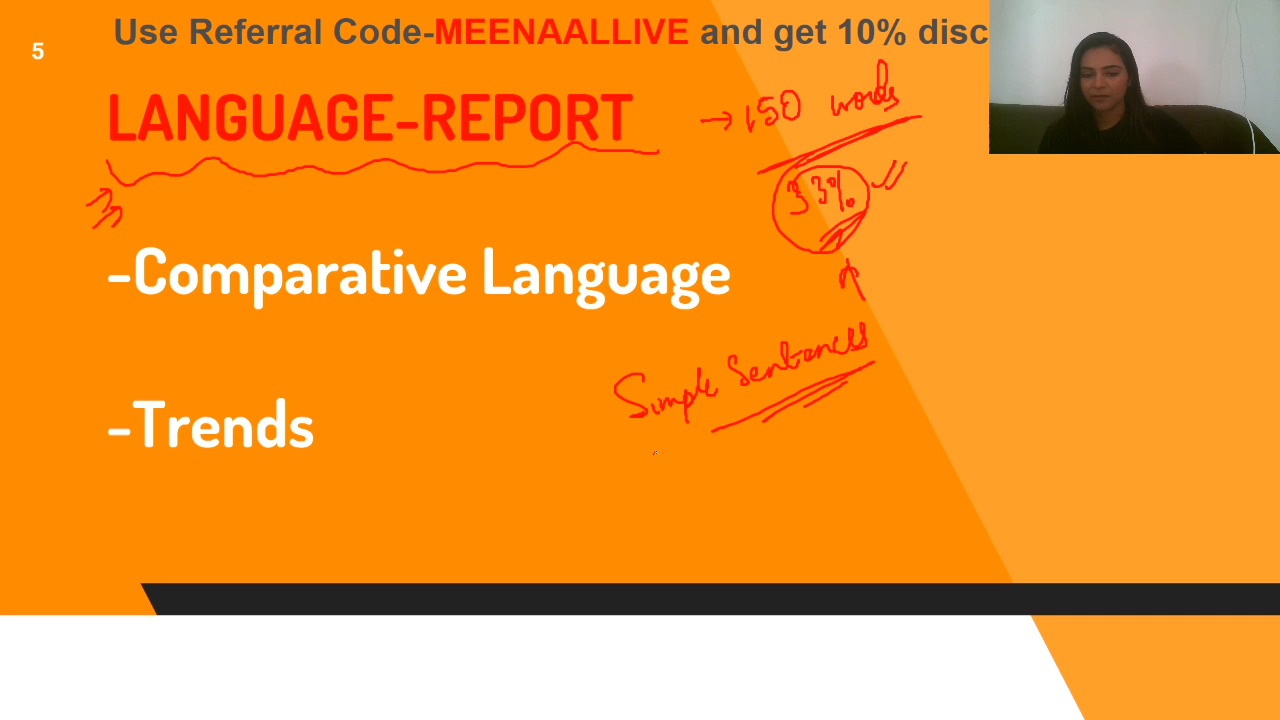 5
Use Referral Code-MEENAALLIVE and get 10% disc
LANGUAGE-REPORT
→ 150 words
33%
-Comparative Language
Simple Sentences
-Trends